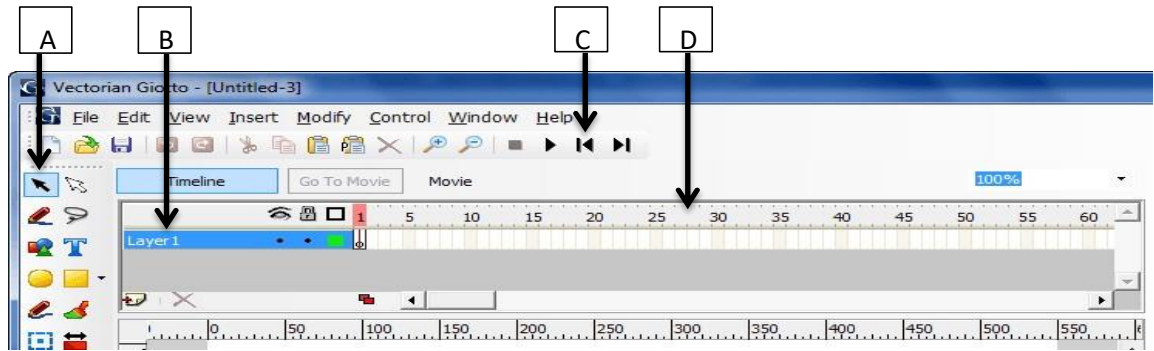 A B C D
Vectorian Giotto - [Untitled-3]
File Edit View Insert Modify Control Window Help
Timeline Go To Movie Movie 100%
1 5 10 15 20 25 30 35 40 45 50 55 60
Layer 1
0 50 100 150 200 250 300 350 400 450 500 550